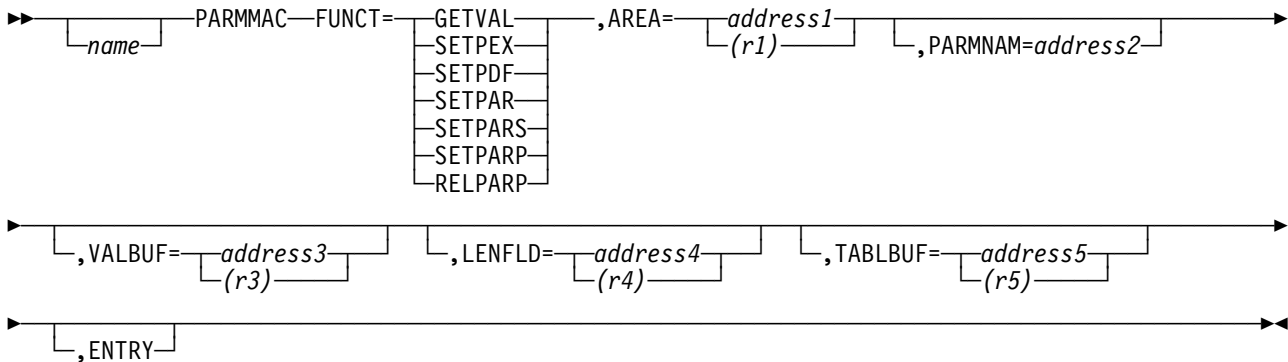 PARMMAC FUNCT= GETVAL ,AREA= address1
name SETPEX (r1) ,PARMNAM=address2
SETPDF
SETPAR
SETPARS
SETPARP
RELPARP
,VALBUF= address3 ,LENFLD= address4 ,TABLBUF= address5
(r3) (r4) (r5)
,ENTRY